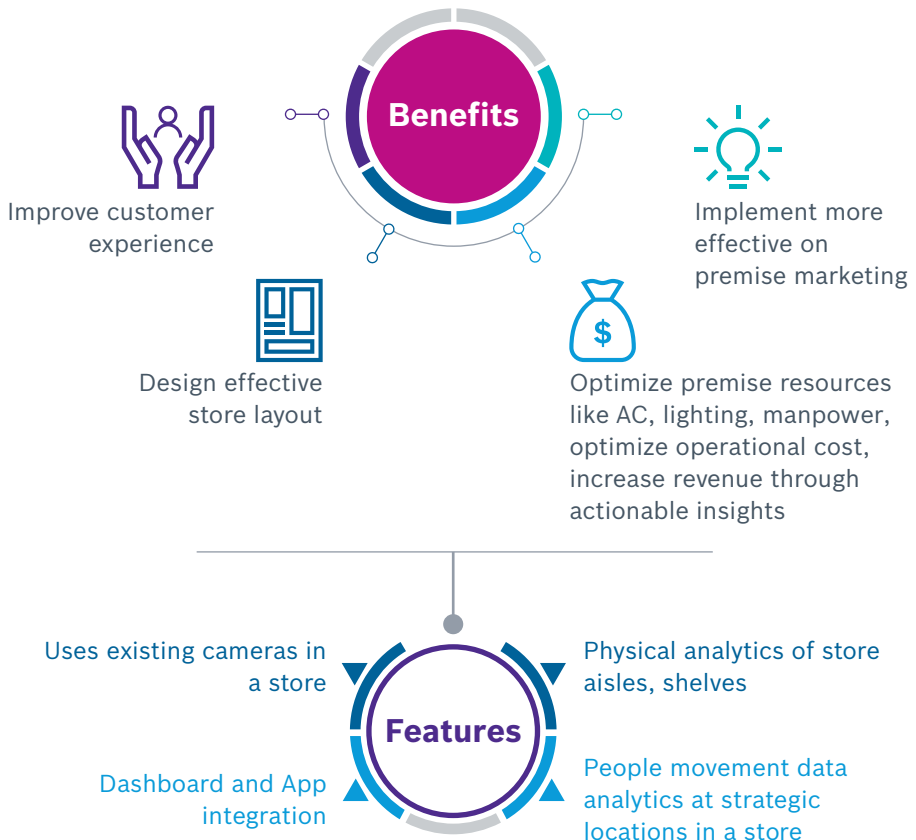 Benefits
Improve customer
experience
Implement more
effective on
premise marketing
Design effective
store layout
$
Optimize premise resources
like AC, lighting, manpower,
optimize operational cost,
increase revenue through
actionable insights
Uses existing cameras in
a store
Physical analytics of store
aisles, shelves
Features
Dashboard and App
integration
People movement data
analytics at strategic
locations in a store